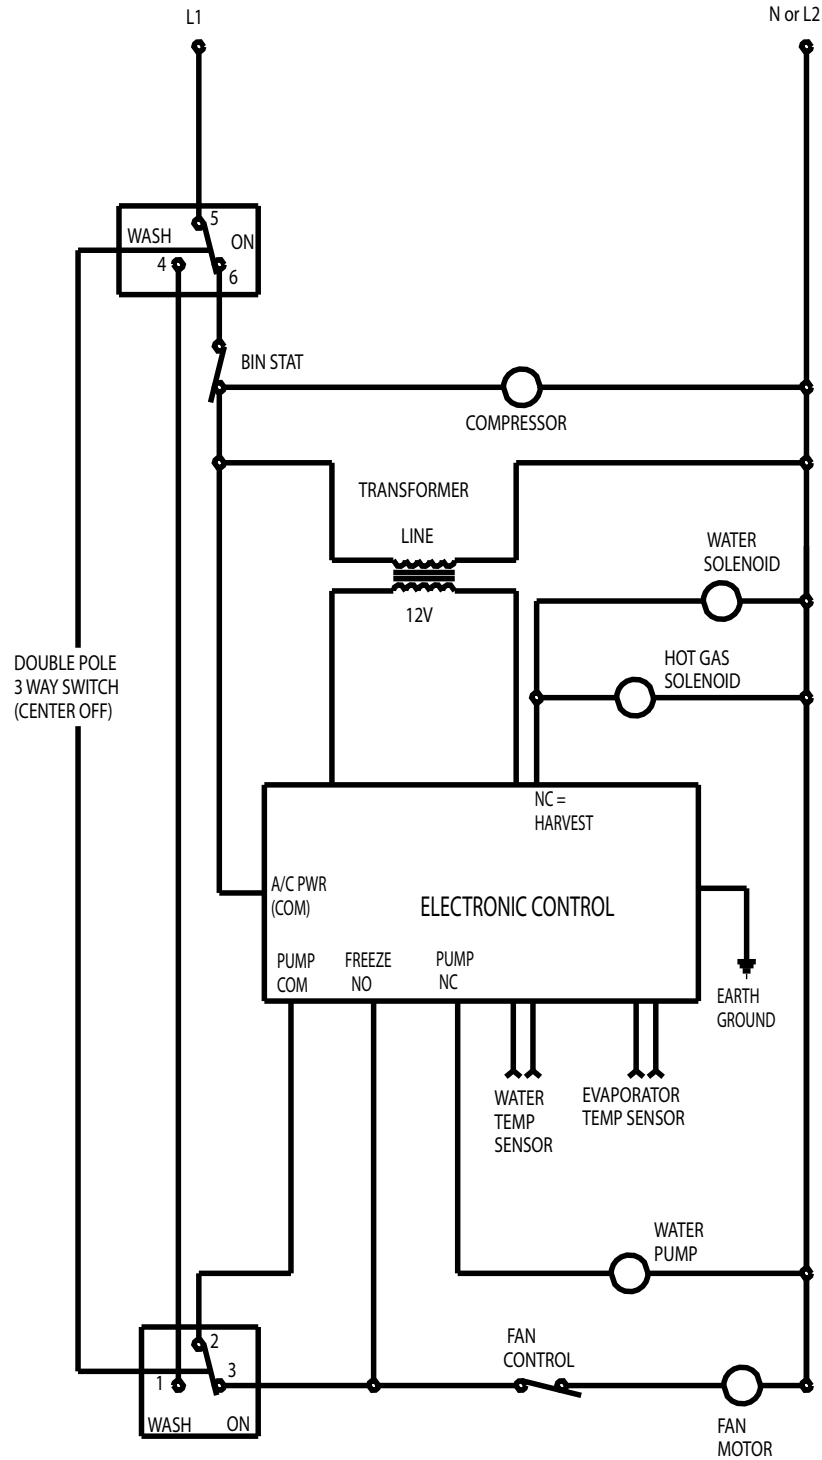 L1
N or L2
5
WASH
ON
4
6
BIN STAT
COMPRESSOR
TRANSFORMER
LINE
12V
WATER
SOLENOID
HOT GAS
SOLENOID
DOUBLE POLE
3 WAY SWITCH
(CENTER OFF)
NC =
HARVEST
A/C PWR
(COM)
ELECTRONIC CONTROL
PUMP
COM
FREEZE
NO
PUMP
NC
EARTH
GROUND
WATER
TEMP
SENSOR
EVAPORATOR
TEMP SENSOR
WATER
PUMP
2
FAN
CONTROL
1
3
WASH
ON
FAN
MOTOR